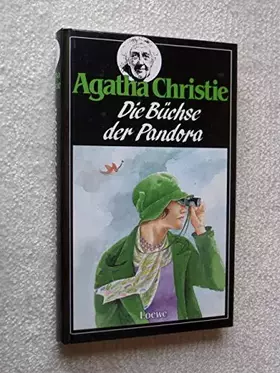 Agatha Christie
Die Büchse
der Pandora
Loewe